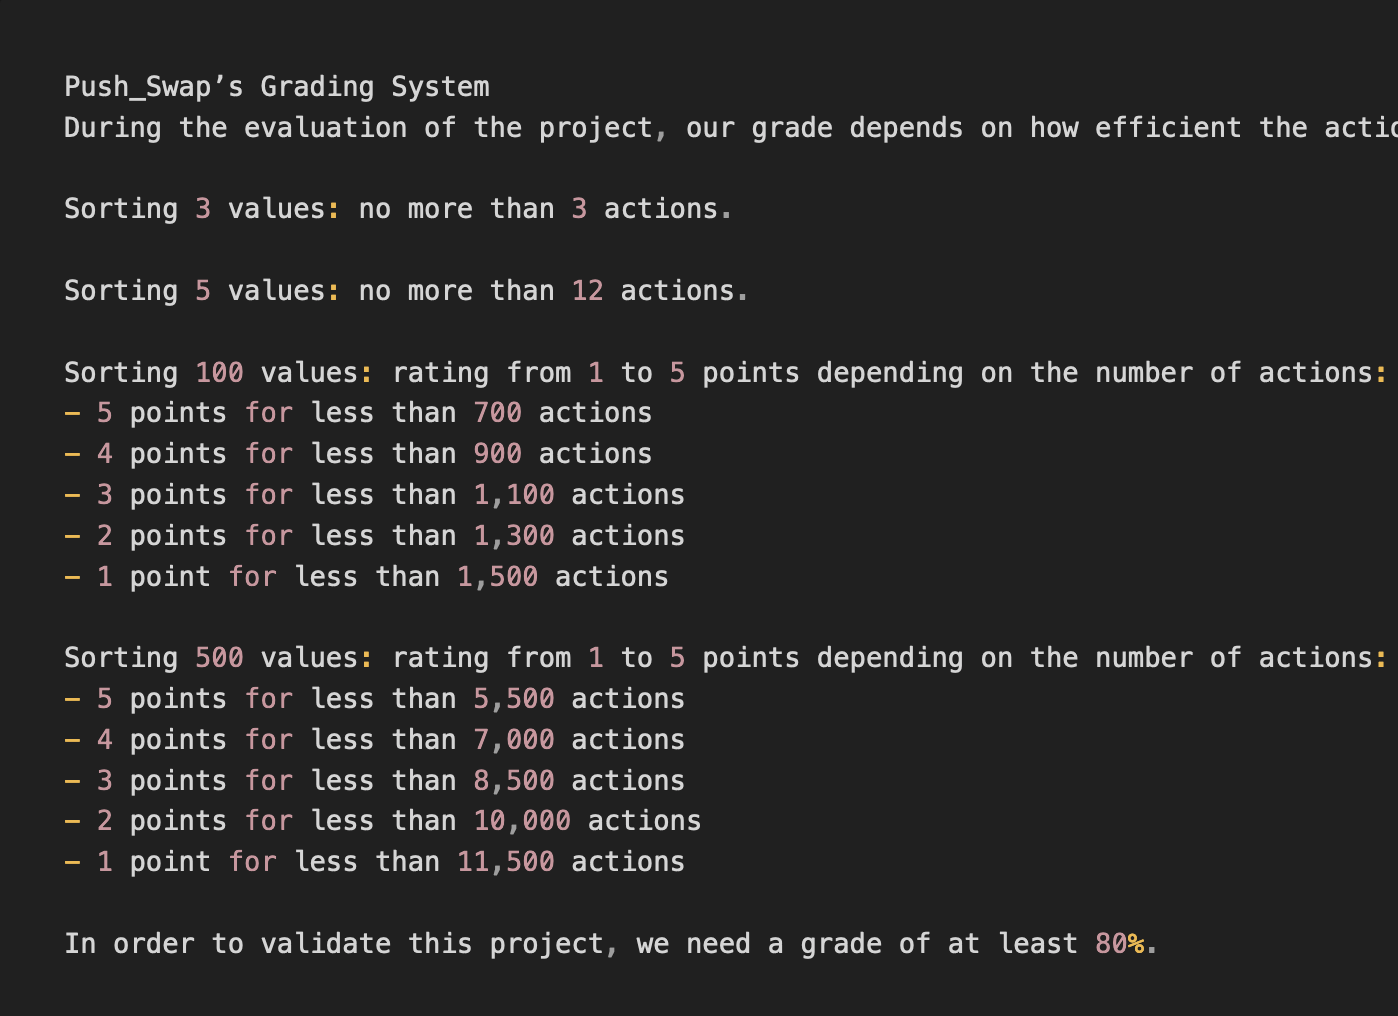 Push_Swap’s Grading System
During the evaluation of the project, our grade depends on how efficient the
Sorting 3 values: no more than 3 actions.
Sorting 5 values: no more than 12 actions.
Sorting 100 values: rating from 1 to 5 points depending on the number of actions:
– 5 points for less than 700 actions
– 4 points for less than 900 actions
– 3 points for less than 1,100 actions
– 2 points for less than 1,300 actions
– 1 point for less than 1,500 actions
Sorting 500 values: rating from 1 to 5 points depending on the number of actions:
– 5 points for less than 5,500 actions
– 4 points for less than 7,000 actions
– 3 points for less than 8,500 actions
– 2 points for less than 10,000 actions
– 1 point for less than 11,500 actions
In order to validate this project, we need a grade of at least 80%.